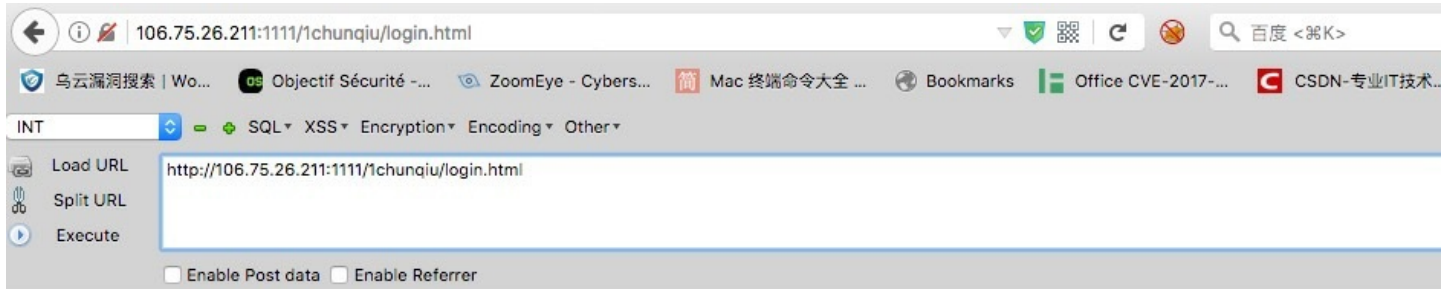 106.75.26.211:1111/1chunqiu/login.html 百度 <⌘K>
乌云漏洞搜索 | Wo... OS Objectif Sécurité -... ZoomEye - Cybers... 简 Mac 终端命令大全 ... Bookmarks Office CVE-2017-... C CSDN-专业IT技术...
INT SQL XSS Encryption Encoding Other
Load URL http://106.75.26.211:1111/1chunqiu/login.html
Split URL
Execute
Enable Post data Enable Referrer